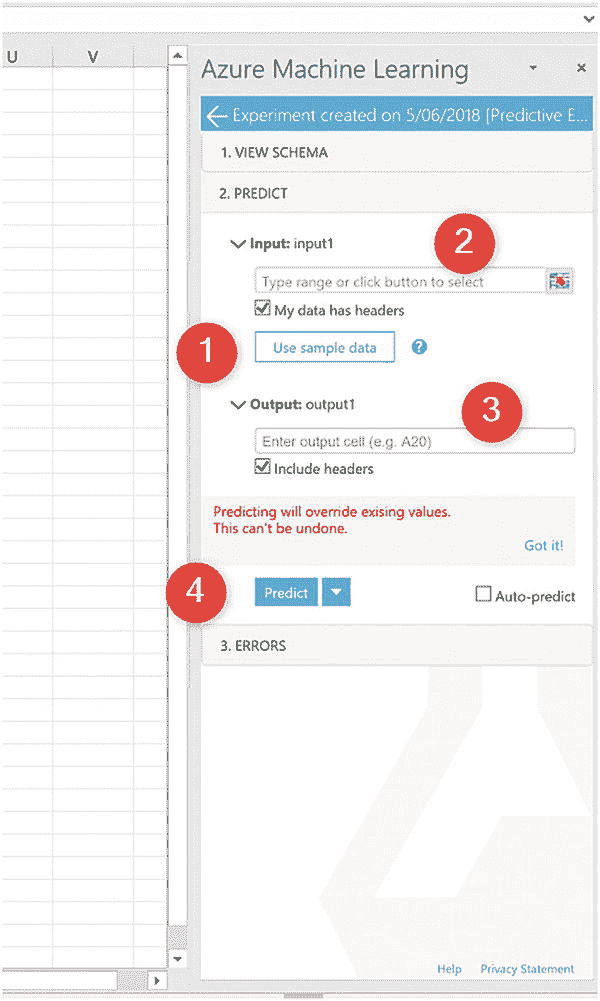 U V
Azure Machine Learning
Experiment created on 5/06/2018 [Predictive E...
1. VIEW SCHEMA
2. PREDICT
2
Input: input1
Type range or click button to select
My data has headers
1
Use sample data ?
3
Output: output1
Enter output cell (e.g. A20)
Include headers
Predicting will override exising values.
This can't be undone.
Got it!
4
Predict
Auto-predict
3. ERRORS
Help Privacy Statement